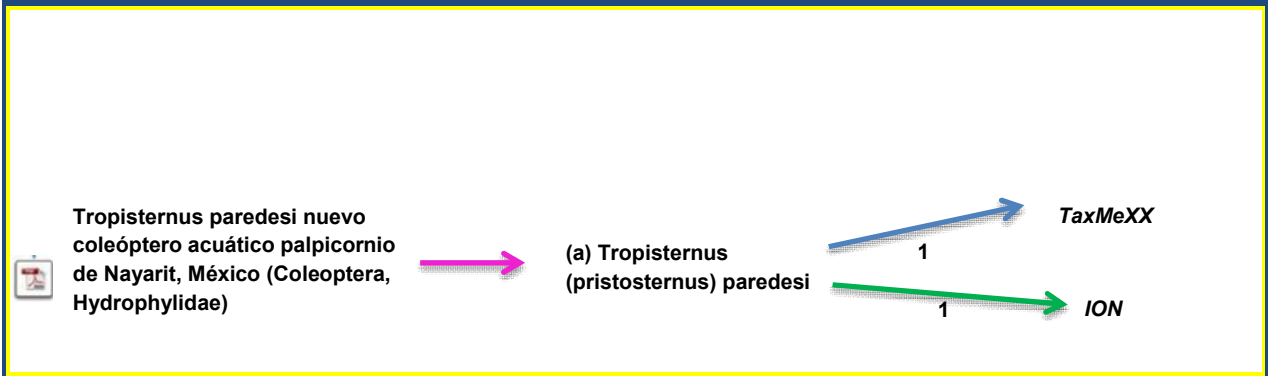 Tropisternus paredesi nuevo
coleóptero acuático palpicornio
de Nayarit, México (Coleoptera,
Hydrophylidae)
(a) Tropisternus
(pristosternus) paredesi
TaxMeXX
1
1
ION